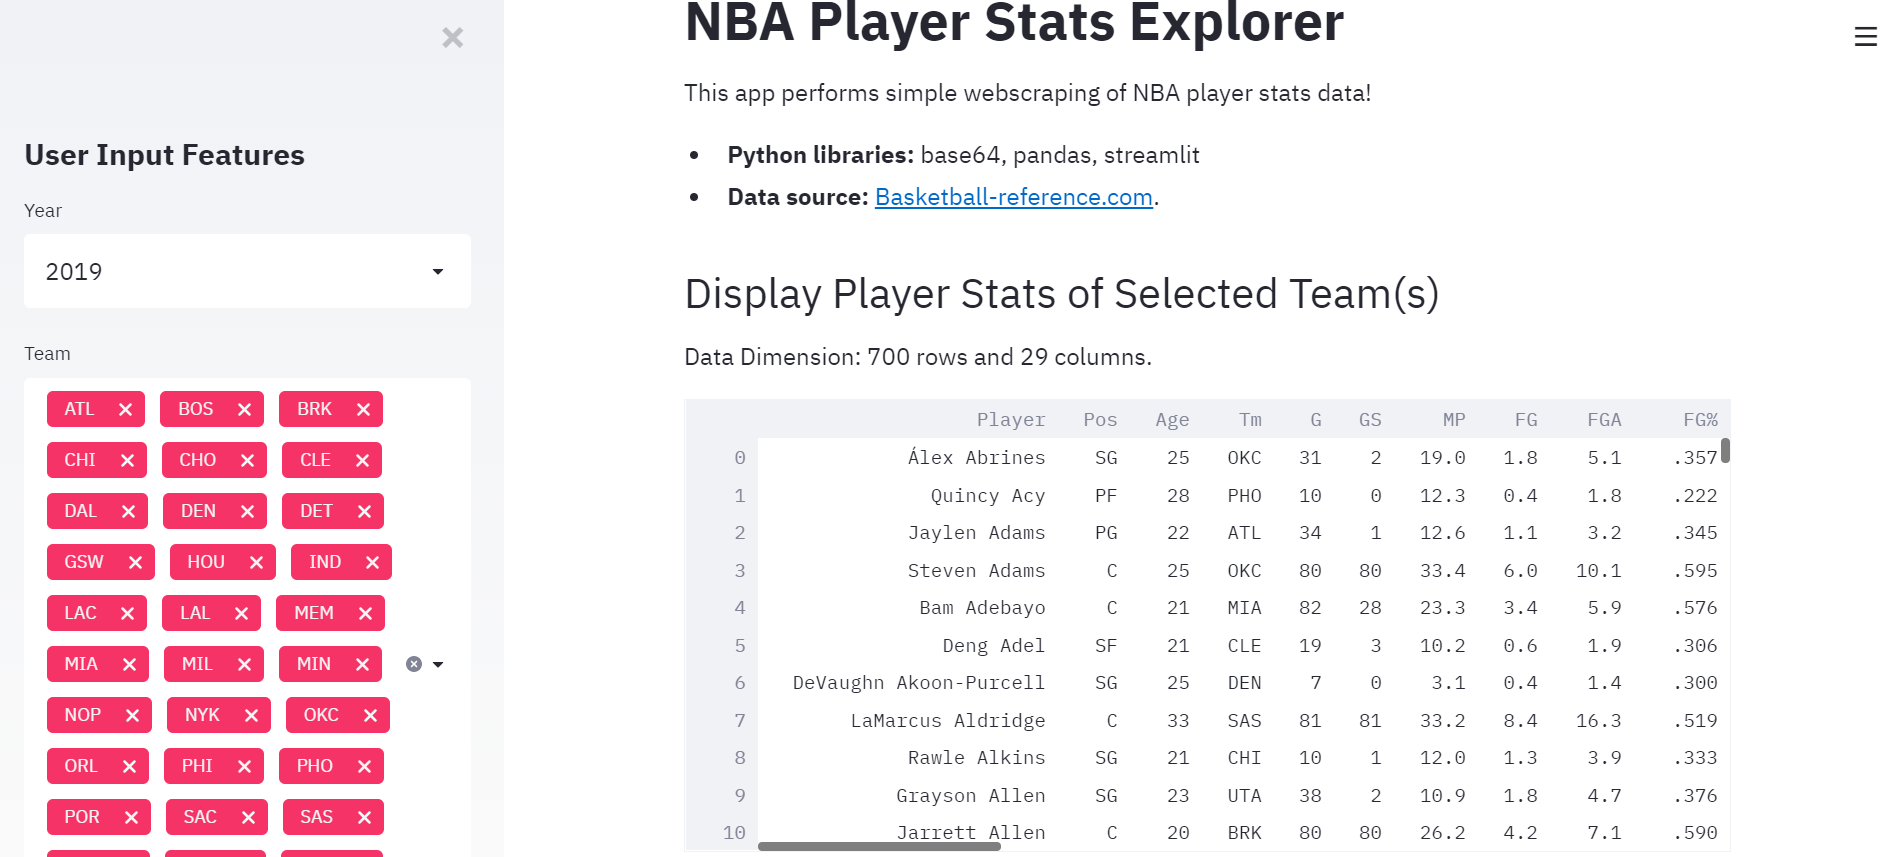 User Input Features
Year
2019
Team
ATL BOS BRK
CHI CHO CLE
DAL DEN DET
GSW HOU IND
LAC LAL MEM
MIA MIL MIN
NOP NYK OKC
ORL PHI PHO
POR SAC SAS
NBA Player Stats Explorer
This app performs simple webscraping of NBA player stats data!
• Python libraries: base64, pandas, streamlit
• Data source: Basketball-reference.com.
Display Player Stats of Selected Team(s)
Data Dimension: 700 rows and 29 columns.
Player Pos Age Tm G GS MP FG FGA FG%
0 Álex Abrines SG 25 OKC 31 2 19.0 1.8 5.1 .357
1 Quincy Acy PF 28 PHO 10 0 12.3 0.4 1.8 .222
2 Jaylen Adams PG 22 ATL 34 1 12.6 1.1 3.2 .345
3 Steven Adams C 25 OKC 80 80 33.4 6.0 10.1 .595
4 Bam Adebayo C 21 MIA 82 28 23.3 3.4 5.9 .576
5 Deng Adel SF 21 CLE 19 3 10.2 0.6 1.9 .306
6 DeVaughn Akoon-Purcell SG 25 DEN 7 0 3.1 0.4 1.4 .300
7 LaMarcus Aldridge C 33 SAS 81 81 33.2 8.4 16.3 .519
8 Rawle Alkins SG 21 CHI 10 1 12.0 1.3 3.9 .333
9 Grayson Allen SG 23 UTA 38 2 10.9 1.8 4.7 .376
10 Jarrett Allen C 20 BRK 80 80 26.2 4.2 7.1 .590